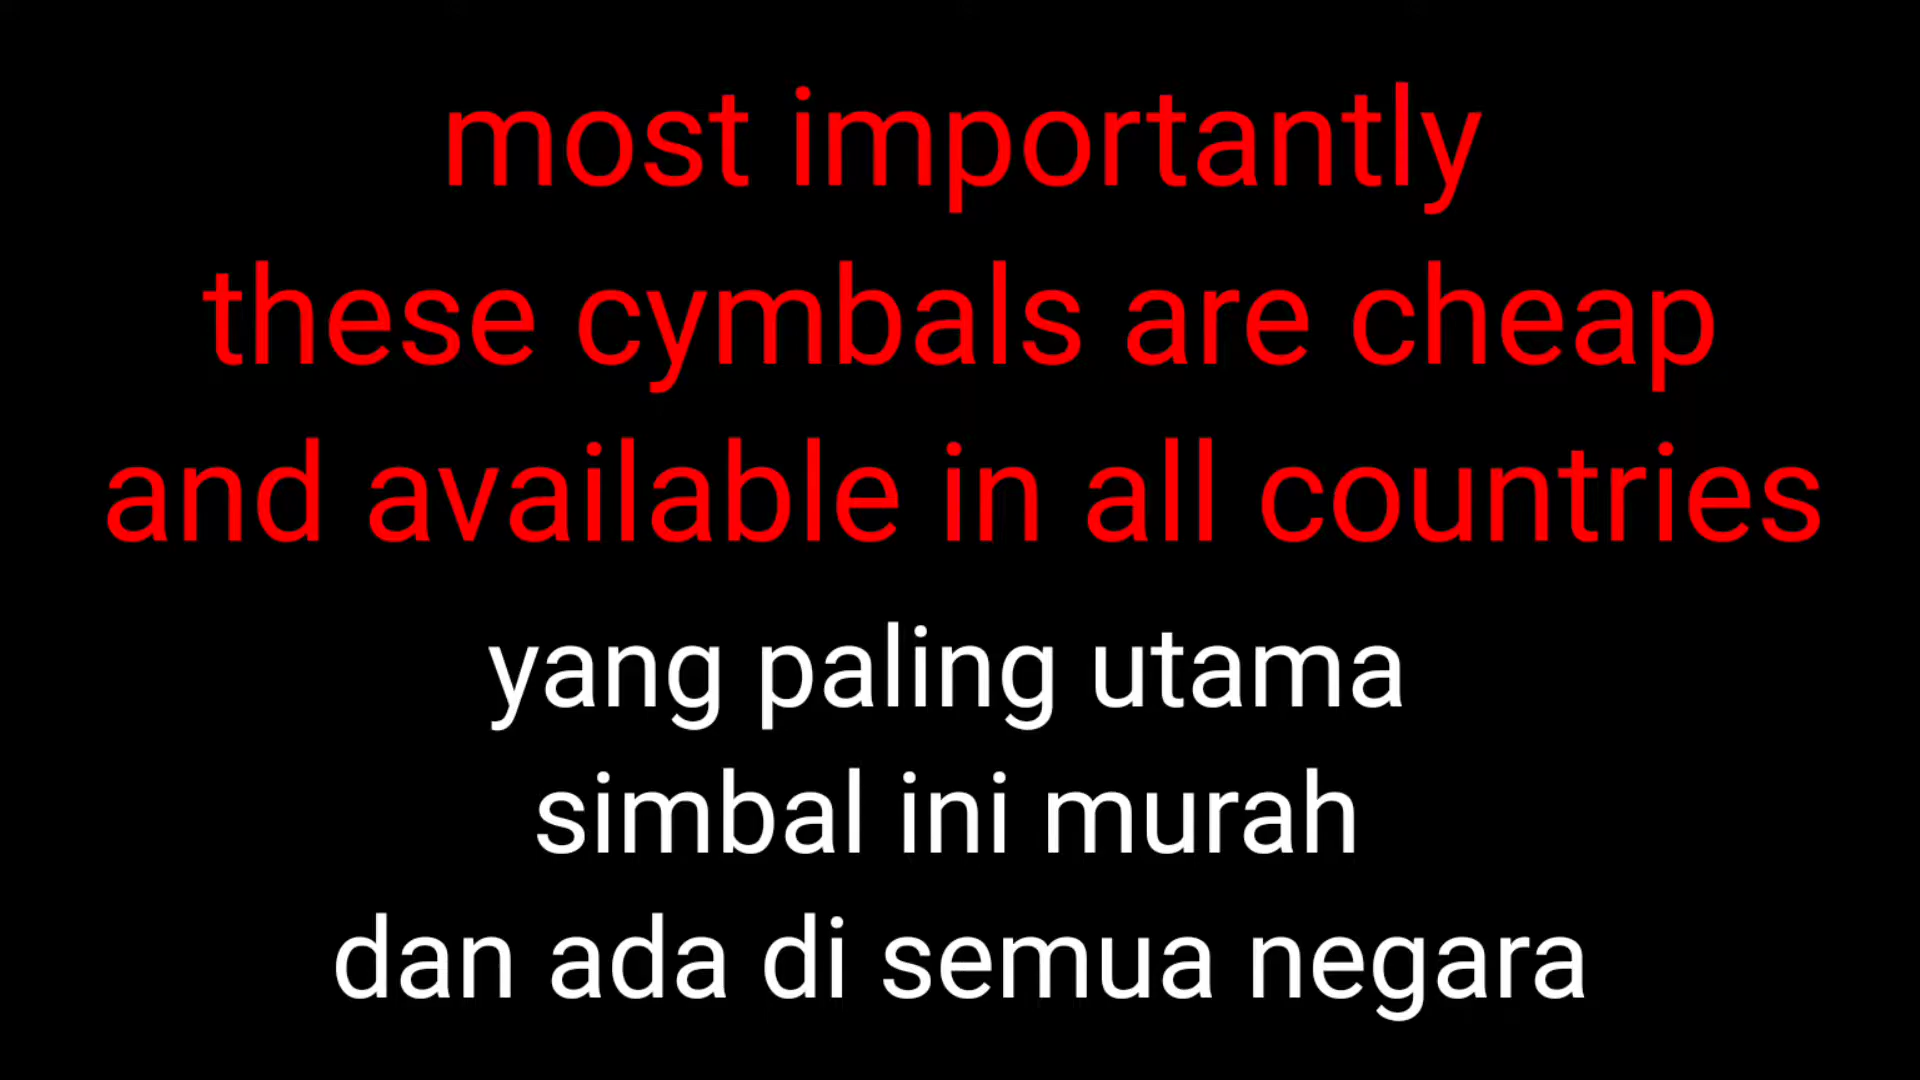 most importantly
these cymbals are cheap
and available in all countries
yang paling utama
simbal ini murah
dan ada di semua negara